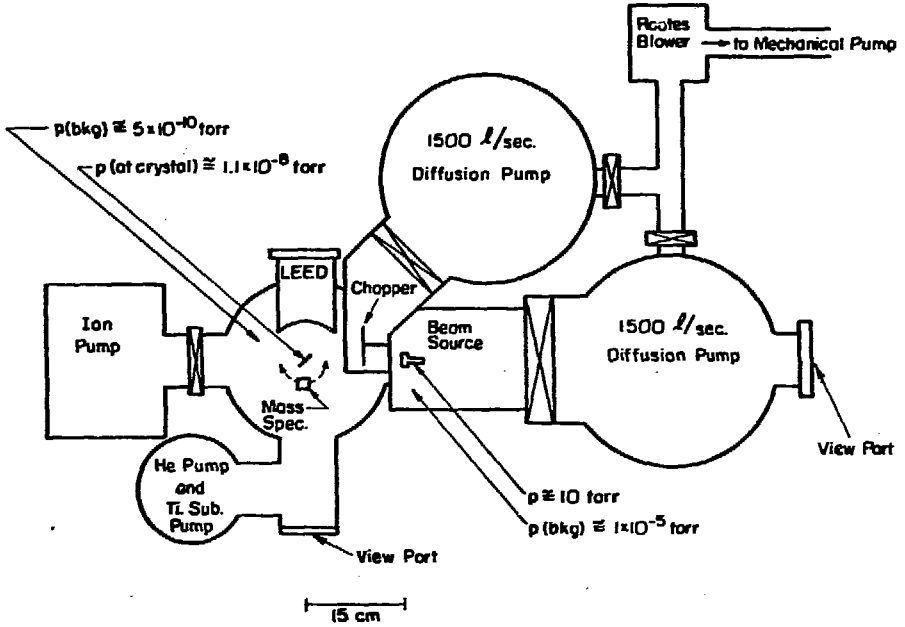 Rootes
Blower
to Mechanical Pump
p(bkg) ≅ 5×10⁻¹⁰ torr
p (at crystal) ≅ 1.1×10⁻⁸ torr
1500 l/sec.
Diffusion Pump
LEED
Chopper
Ion
Pump
Beam
Source
1500 l/sec.
Diffusion Pump
Mass
Spec.
View Port
He Pump
and
Ti. Sub.
Pump
p ≅ 10 torr
p (bkg) ≅ 1×10⁻⁵ torr
View Port
15 cm